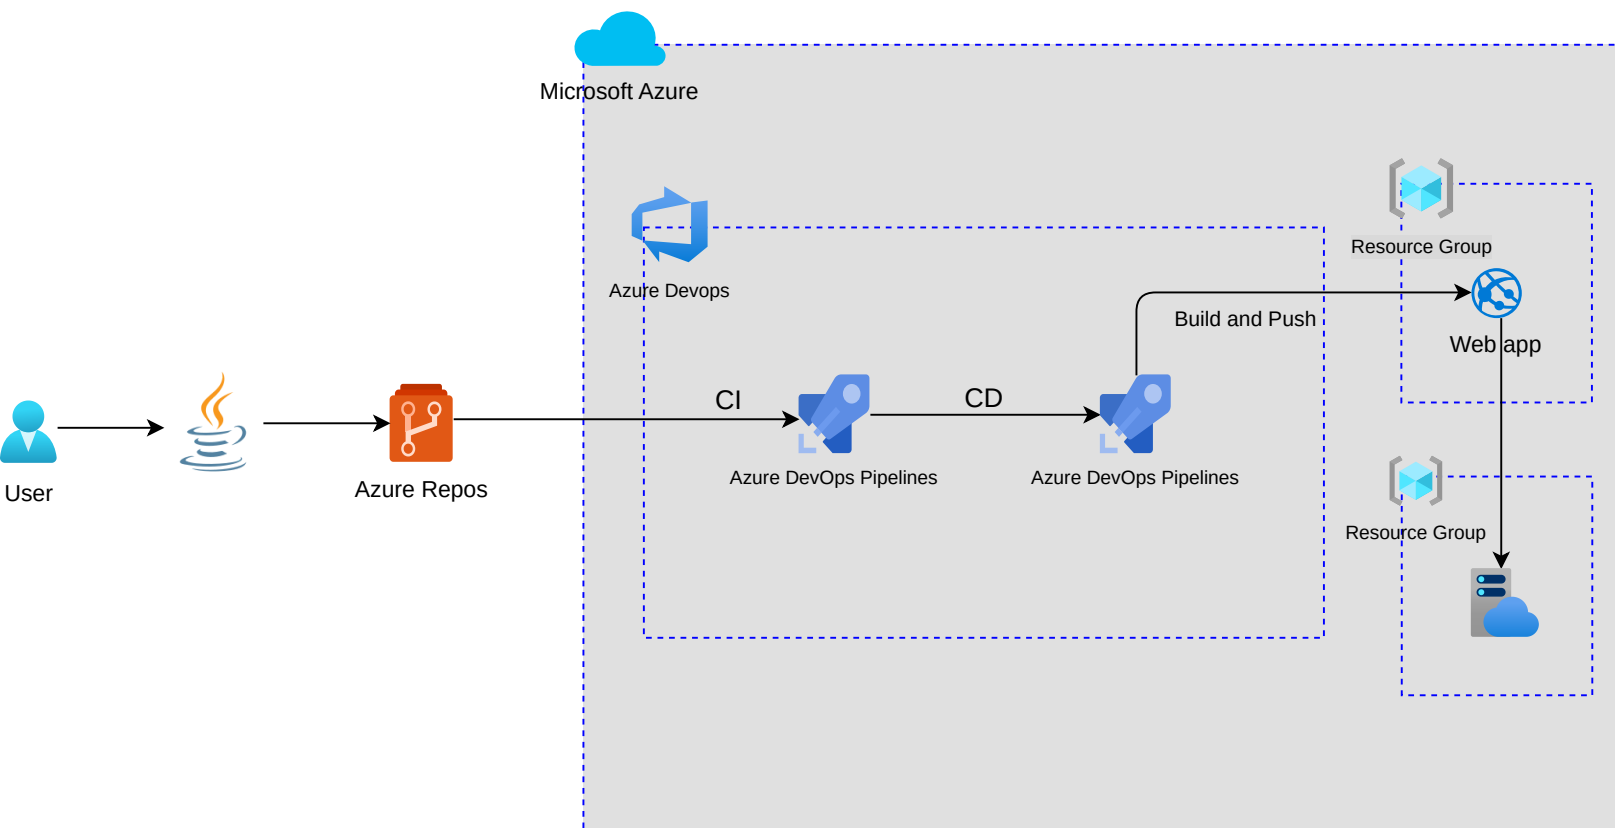 Microsoft Azure
Resource Group
Azure Devops
Build and Push
Web app
CI
CD
Azure DevOps Pipelines
Azure DevOps Pipelines
User
Azure Repos
Resource Group